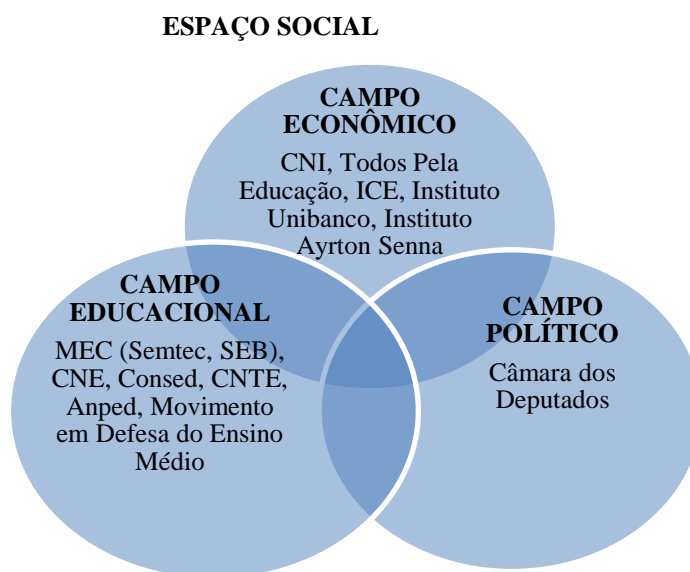 ESPAÇO SOCIAL
CAMPO
ECONÔMICO
CNI, Todos Pela
Educação, ICE, Instituto
Unibanco, Instituto
Ayrton Senna
CAMPO
EDUCACIONAL
MEC (Semtec, SEB),
CNE, Consed, CNTE,
Anped, Movimento
em Defesa do Ensino
Médio
CAMPO
POLÍTICO
Câmara dos
Deputados